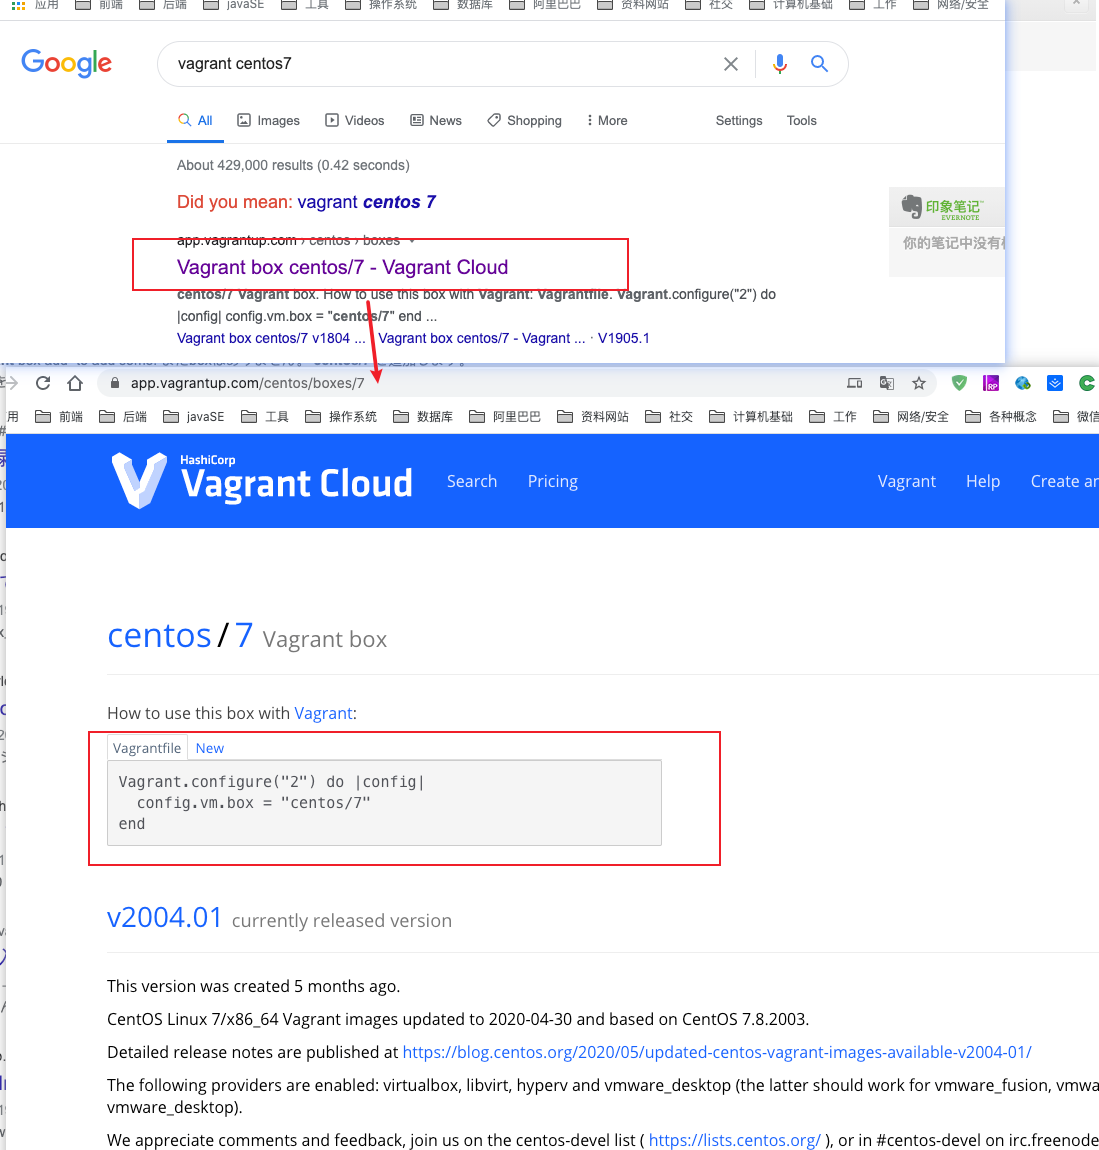 应用 前端 后端 javaSE 工具 操作系统 数据库 阿里巴巴 资料网站 社交 计算机基础 工作 网络/安全
Google
vagrant centos7
All Images Videos News Shopping More Settings Tools
About 429,000 results (0.42 seconds)
Did you mean: vagrant centos 7
印象笔记
EVERNOTE
你的笔记中没有
app.vagrantup.com › centos › boxes
Vagrant box centos/7 - Vagrant Cloud
centos/7 Vagrant box. How to use this box with Vagrant: Vagrantfile. Vagrant.configure("2") do
|config| config.vm.box = "centos/7" end ...
Vagrant box centos/7 v1804 ... Vagrant box centos/7 - Vagrant ... · V1905.1
app.vagrantup.com/centos/boxes/7
用 前端 后端 javaSE 工具 操作系统 数据库 阿里巴巴 资料网站 社交 计算机基础 工作 网络/安全 各种概念 微信
HashiCorp
Vagrant Cloud
Search Pricing Vagrant Help Create an
centos / 7 Vagrant box
How to use this box with Vagrant:
Vagrantfile New
Vagrant.configure("2") do |config|
config.vm.box = "centos/7"
end
v2004.01 currently released version
This version was created 5 months ago.
CentOS Linux 7/x86_64 Vagrant images updated to 2020-04-30 and based on CentOS 7.8.2003.
Detailed release notes are published at https://blog.centos.org/2020/05/updated-centos-vagrant-images-available-v2004-01/
The following providers are enabled: virtualbox, libvirt, hyperv and vmware_desktop (the latter should work for vmware_fusion, vmwa
vmware_desktop).
We appreciate comments and feedback, join us on the centos-devel list ( https://lists.centos.org/ ), or in #centos-devel on irc.freenode